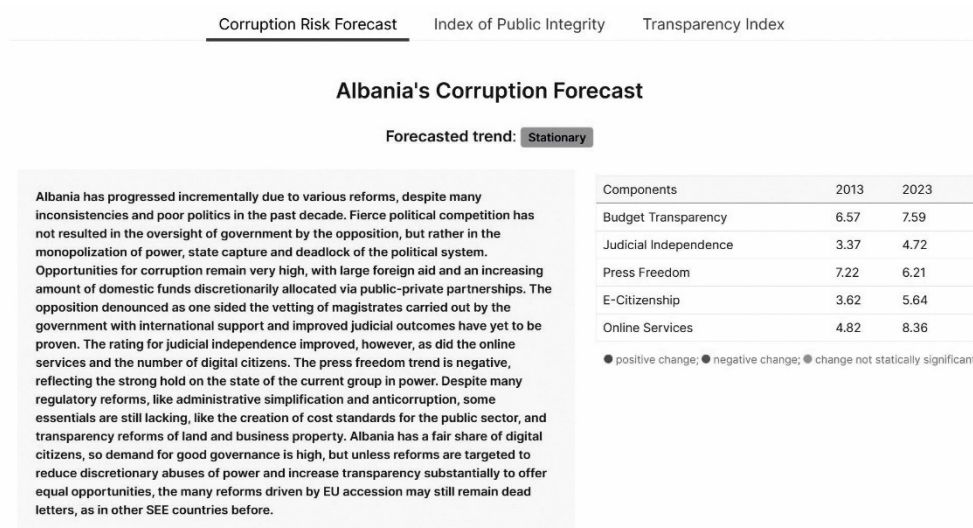 Corruption Risk Forecast Index of Public Integrity Transparency Index
Albania's Corruption Forecast
Forecasted trend: Stationary
Albania has progressed incrementally due to various reforms, despite many
inconsistencies and poor politics in the past decade. Fierce political competition has
not resulted in the oversight of government by the opposition, but rather in the
monopolization of power, state capture and deadlock of the political system.
Opportunities for corruption remain very high, with large foreign aid and an increasing
amount of domestic funds discretionarily allocated via public-private partnerships. The
opposition denounced as one sided the vetting of magistrates carried out by the
government with international support and improved judicial outcomes have yet to be
proven. The rating for judicial independence improved, however, as did the online
services and the number of digital citizens. The press freedom trend is negative,
reflecting the strong hold on the state of the current group in power. Despite many
regulatory reforms, like administrative simplification and anticorruption, some
essentials are still lacking, like the creation of cost standards for the public sector, and
transparency reforms of land and business property. Albania has a fair share of digital
citizens, so demand for good governance is high, but unless reforms are targeted to
reduce discretionary abuses of power and increase transparency substantially to offer
equal opportunities, the many reforms driven by EU accession may still remain dead
letters, as in other SEE countries before.
Components 2013 2023
Budget Transparency 6.57 7.59
Judicial Independence 3.37 4.72
Press Freedom 7.22 6.21
E-Citizenship 3.62 5.64
Online Services 4.82 8.36
● positive change; ● negative change; ● change not statically significant